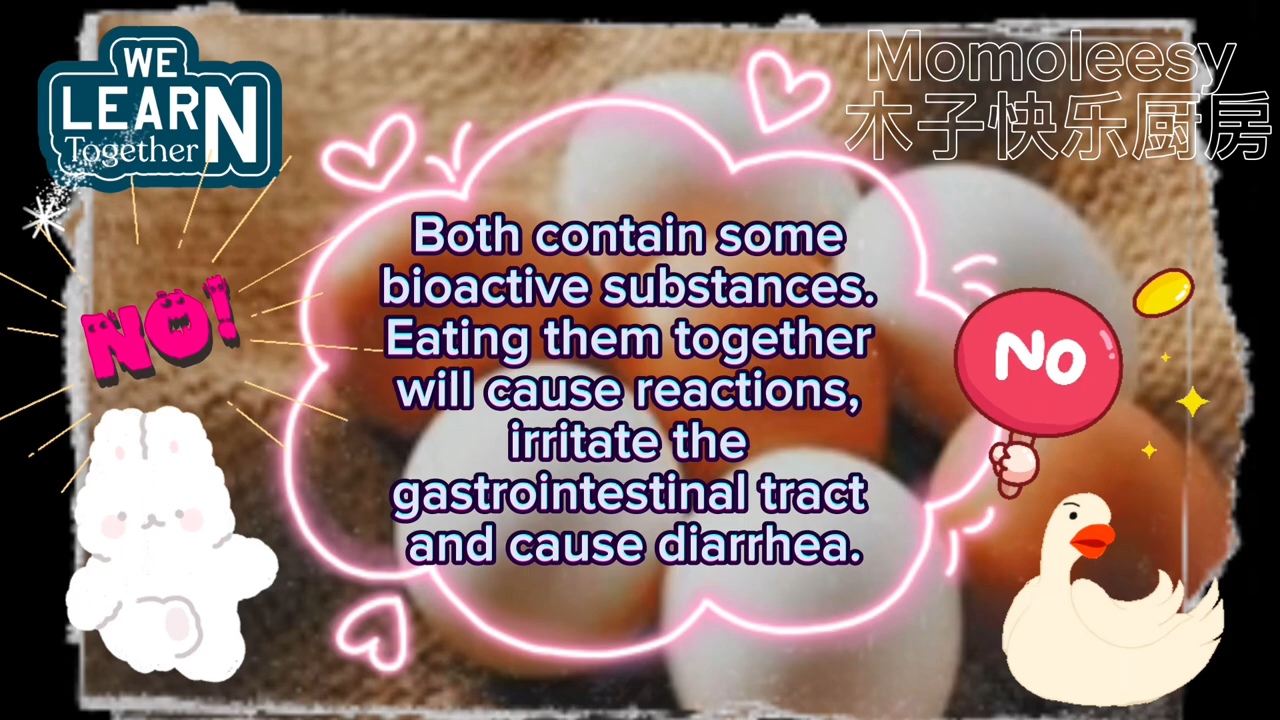 WE
LEARN
Together
Momoleesy
木子快乐厨房
Both contain some
bioactive substances.
Eating them together
will cause reactions,
irritate the
gastrointestinal tract
and cause diarrhea.
NO!
NO